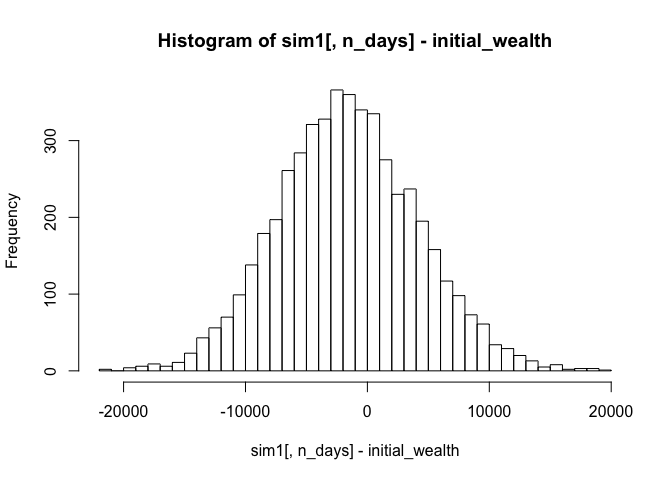 Histogram of sim1[, n_days] - initial_wealth
Frequency
300
200
100
0
-20000 -10000 0 10000 20000
sim1[, n_days] - initial_wealth